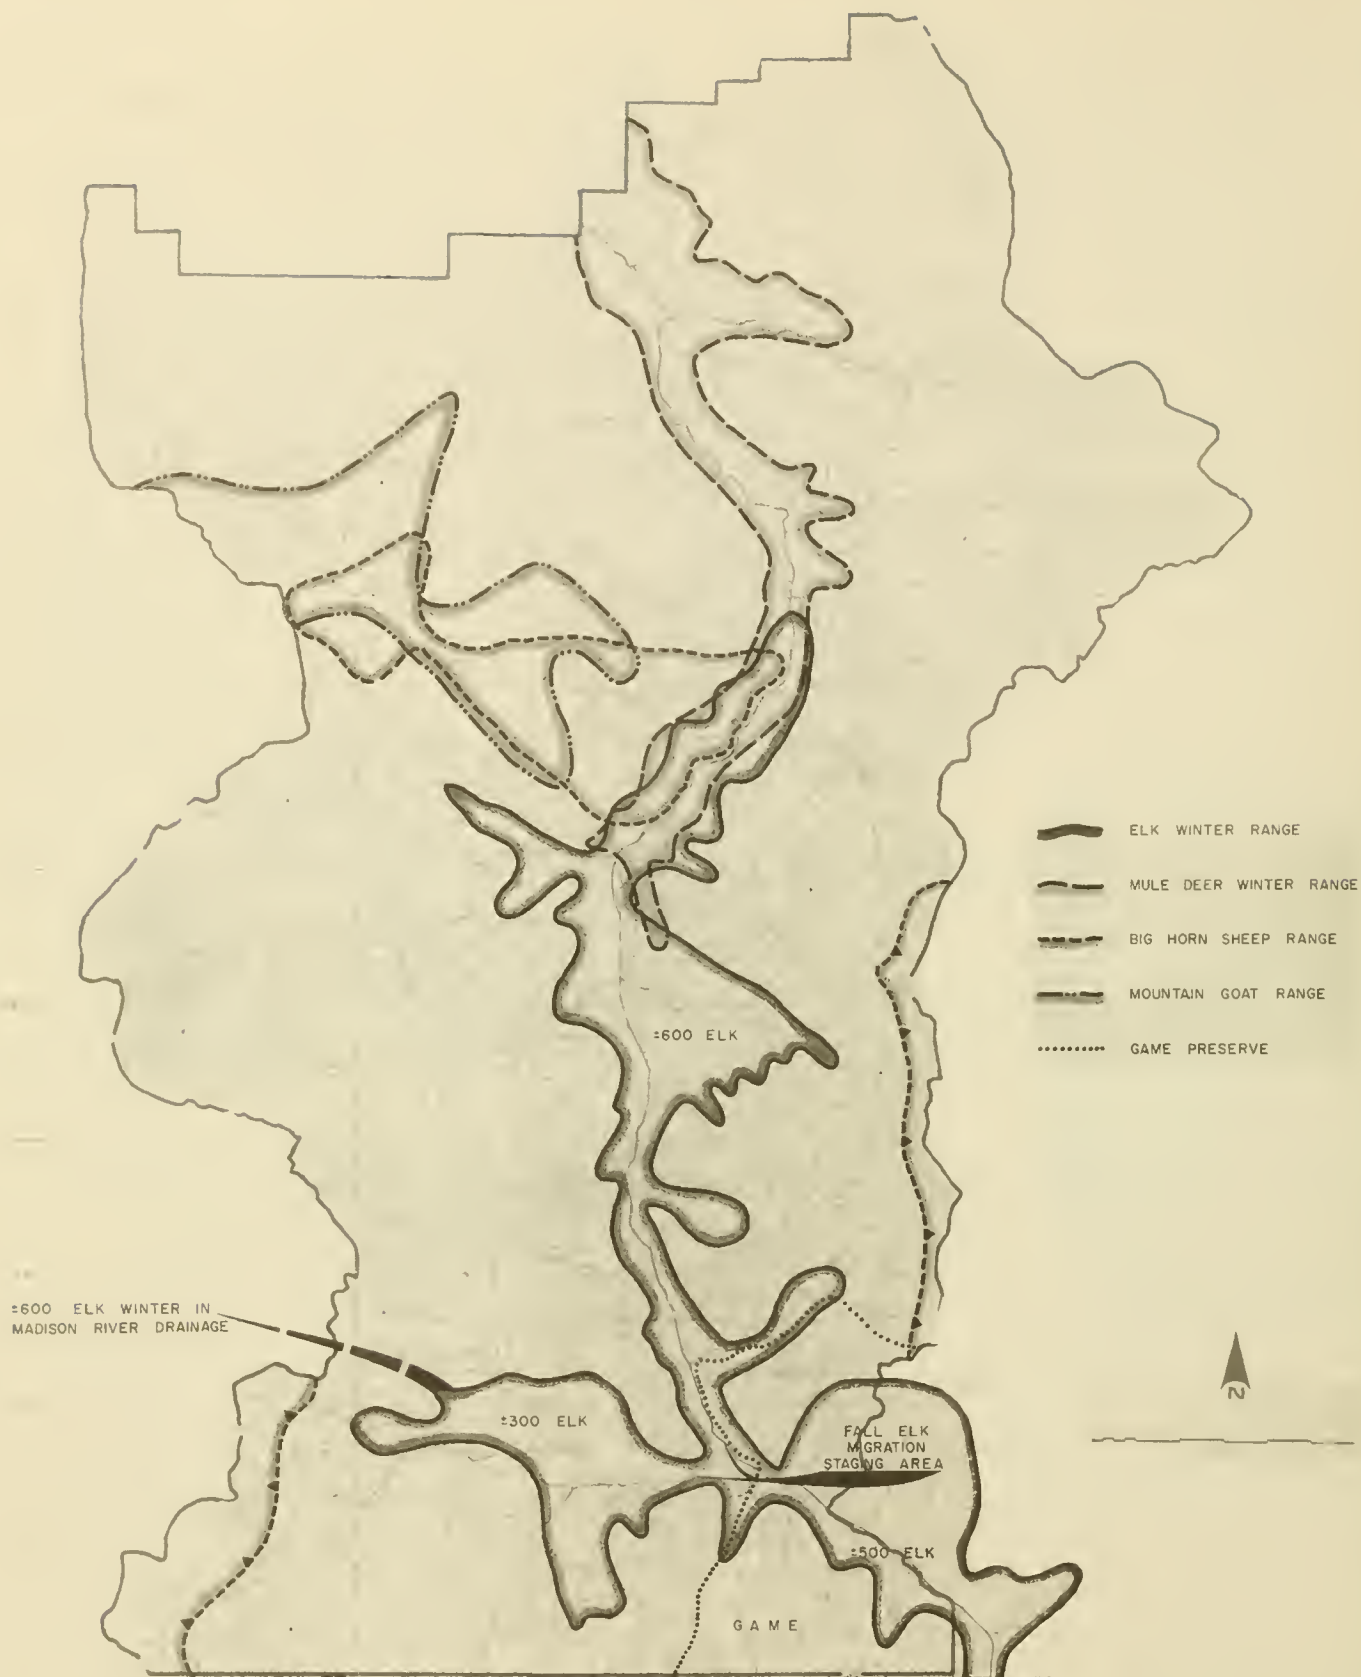 ELK WINTER RANGE
MULE DEER WINTER RANGE
BIG HORN SHEEP RANGE
MOUNTAIN GOAT RANGE
GAME PRESERVE
±600 ELK
±600 ELK WINTER IN
MADISON RIVER DRAINAGE
±300 ELK
FALL ELK
MIGRATION
STAGING AREA
±500 ELK
GAME
N